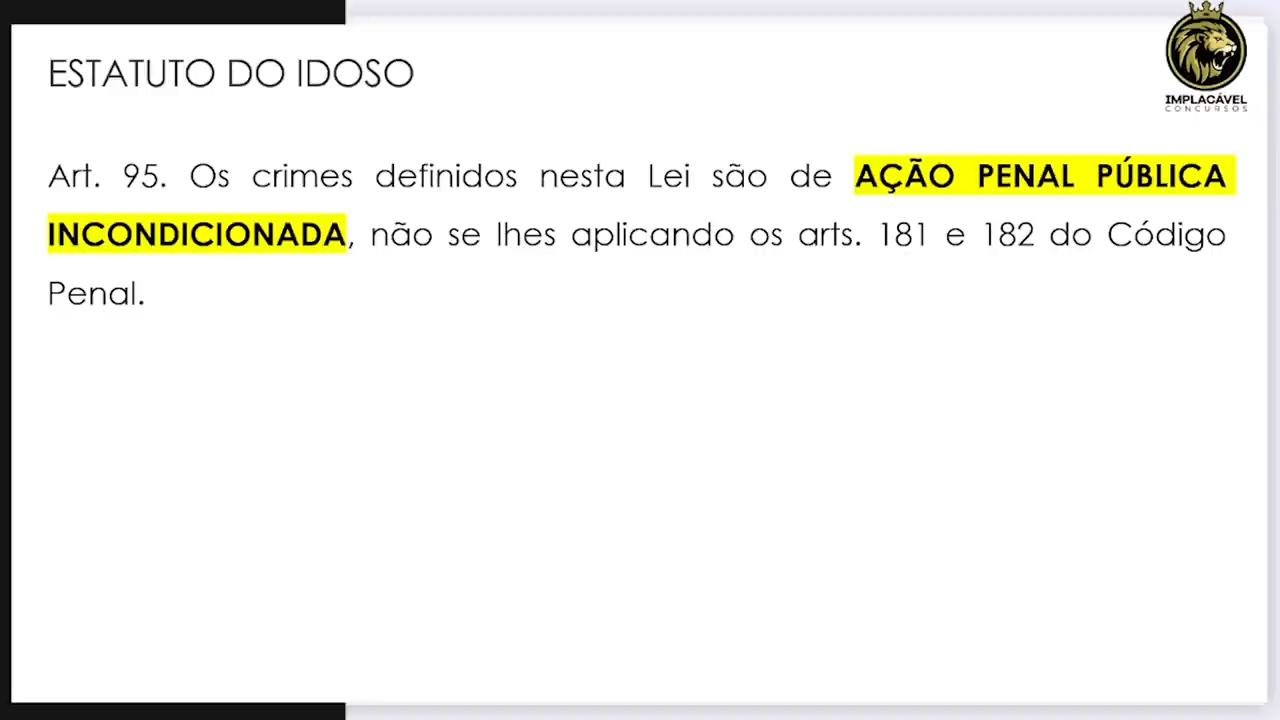 IMPLACÁVEL
CONCURSOS
ESTATUTO DO IDOSO
Art. 95. Os crimes definidos nesta Lei são de AÇÃO PENAL PÚBLICA
INCONDICIONADA, não se lhes aplicando os arts. 181 e 182 do Código
Penal.